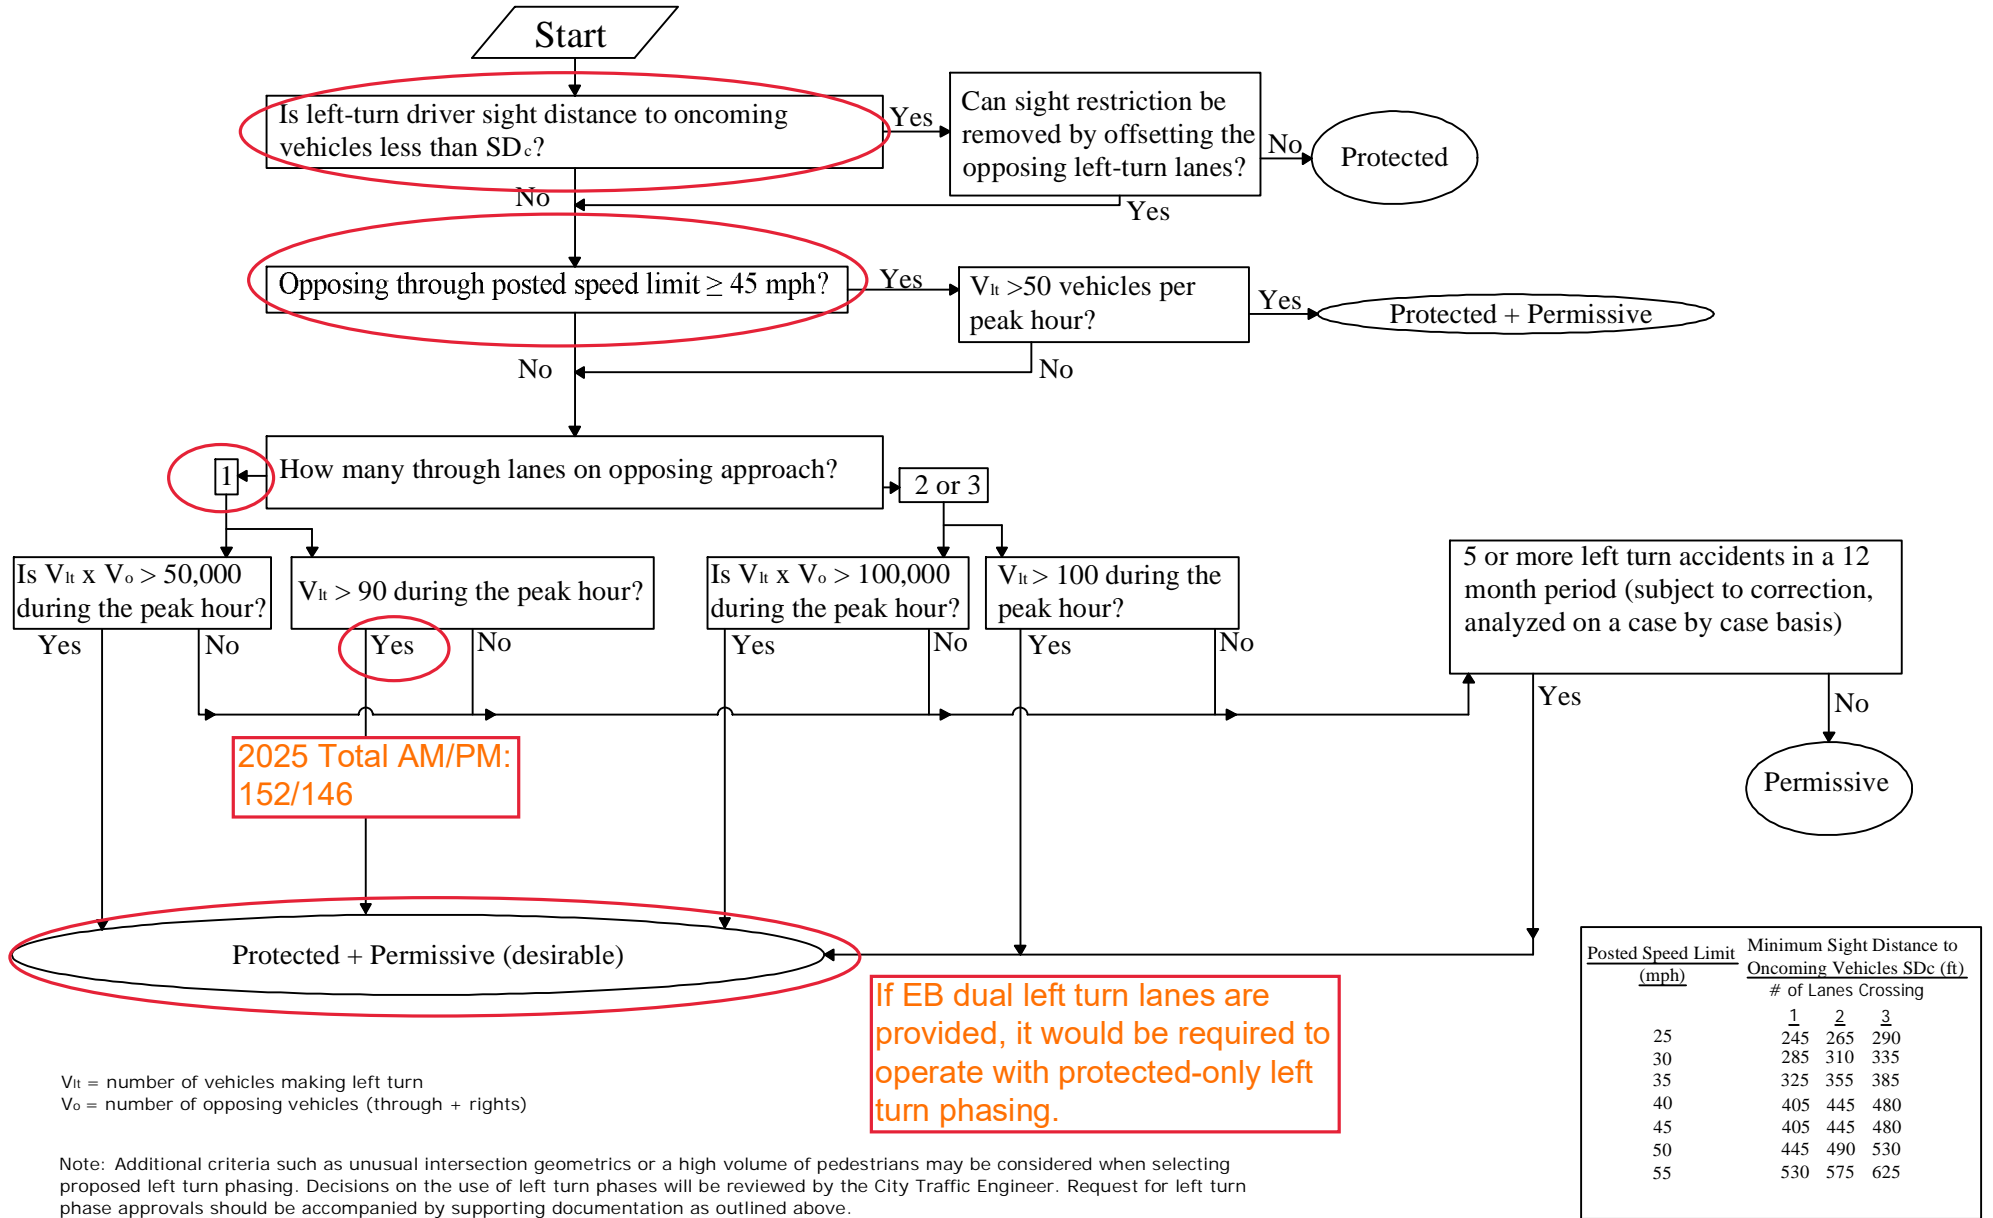 Start
Is left-turn driver sight distance to oncoming
vehicles less than SDc?
Yes
Can sight restriction be
removed by offsetting the
opposing left-turn lanes?
No
Protected
No
Yes
Opposing through posted speed limit ≥ 45 mph?
Yes
Vlt >50 vehicles per
peak hour?
Yes
Protected + Permissive
No
No
How many through lanes on opposing approach?
1
2 or 3
Is Vlt x Vo > 50,000
during the peak hour?
Vlt > 90 during the peak hour?
Is Vlt x Vo > 100,000
during the peak hour?
Vlt > 100 during the
peak hour?
5 or more left turn accidents in a 12
month period (subject to correction,
analyzed on a case by case basis)
Yes
No
Yes
No
Yes
No
Yes
No
Yes
No
2025 Total AM/PM:
152/146
Permissive
Protected + Permissive (desirable)
If EB dual left turn lanes are
provided, it would be required to
operate with protected-only left
turn phasing.
Posted Speed Limit
(mph)
Minimum Sight Distance to
Oncoming Vehicles SDc (ft)
# of Lanes Crossing
1 2 3
25 245 265 290
30 285 310 335
35 325 355 385
40 405 445 480
45 405 445 480
50 445 490 530
55 530 575 625
Vlt = number of vehicles making left turn
Vo = number of opposing vehicles (through + rights)
Note: Additional criteria such as unusual intersection geometrics or a high volume of pedestrians may be considered when selecting
proposed left turn phasing. Decisions on the use of left turn phases will be reviewed by the City Traffic Engineer. Request for left turn
phase approvals should be accompanied by supporting documentation as outlined above.